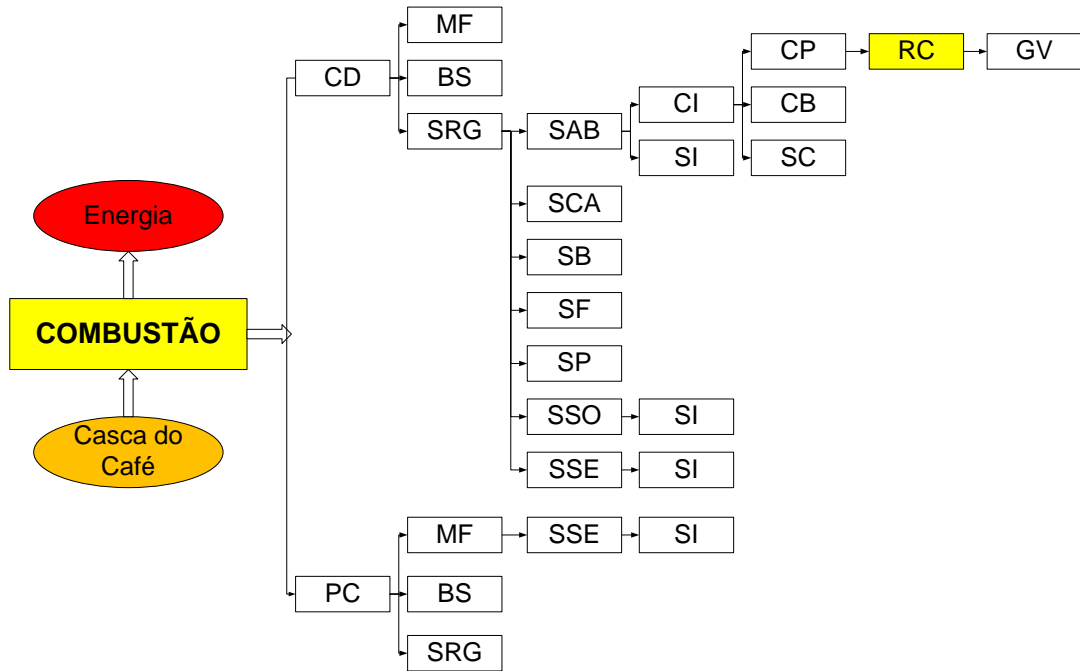 MF
CP
RC
GV
CD
BS
CI
CB
SRG
SAB
SI
SC
SCA
Energia
SB
SF
COMBUSTÃO
SP
SSO
SI
Casca do
Café
SSE
SI
MF
SSE
SI
PC
BS
SRG